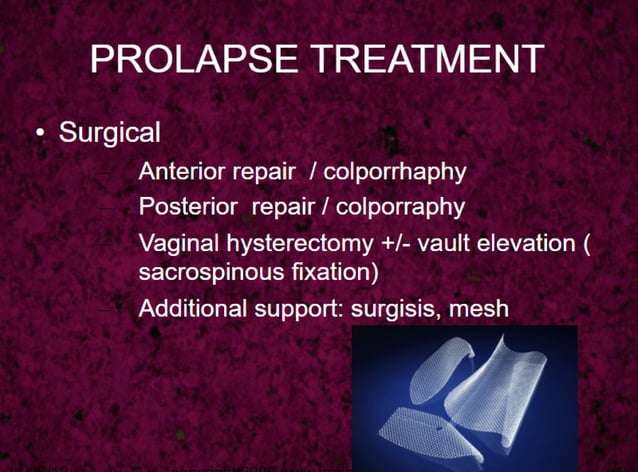 PROLAPSE TREATMENT
• Surgical
– Anterior repair / colporrhaphy
– Posterior repair / colporraphy
– Vaginal hysterectomy +/- vault elevation (
sacrospinous fixation)
– Additional support: surgisis, mesh